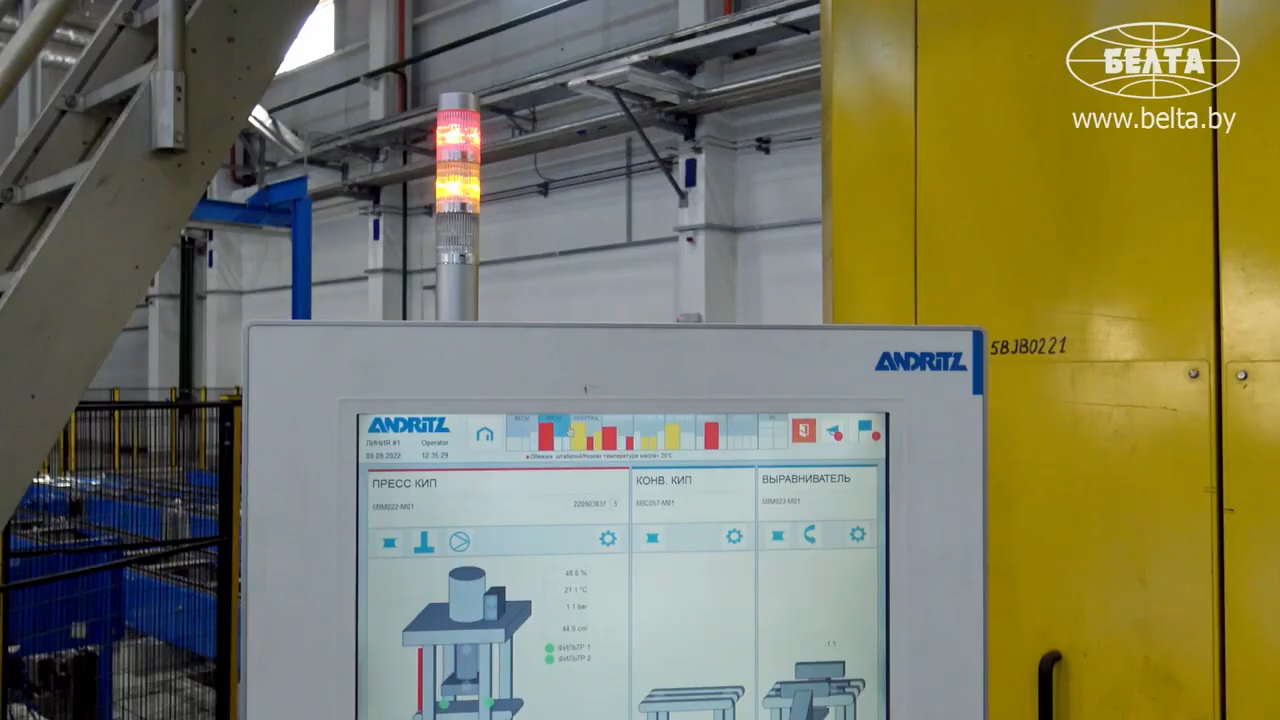 БЕЛТА
www.belta.by
ANDRITZ
5BJB0221
ANDRITZ
ЛИНИЯ #1 Operator
09.09.2022 12:35:29
ПРЕСС КИП
5BM022-M01
220903837 5
КОНВ. КИП
5BC057-M01
ВЫРАВНИВАТЕЛЬ
5BM023-M01
48.6 %
21.1 °C
1.1 bar
44.9 cm
ФИЛЬТР 1
ФИЛЬТР 2